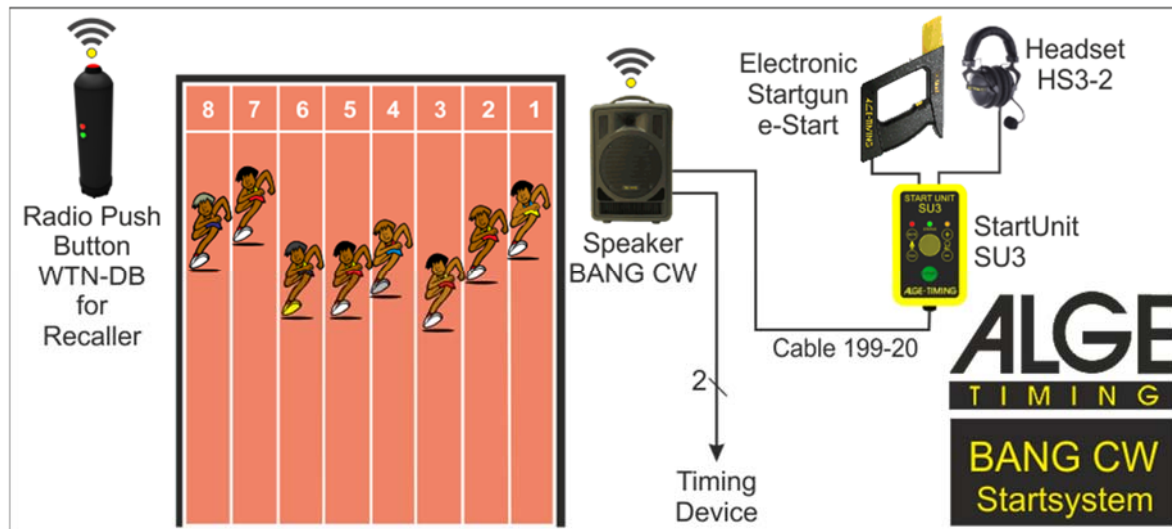 Radio Push
Button
WTN-DB
for
Recaller
8 7 6 5 4 3 2 1
Speaker
BANG CW
Electronic
Startgun
e-Start
ALGE-TIMING
Headset
HS3-2
START UNIT
SU3
ALGE-TIMING
StartUnit
SU3
Cable 199-20
2
Timing
Device
ALGE
TIMING
BANG CW
Startsystem